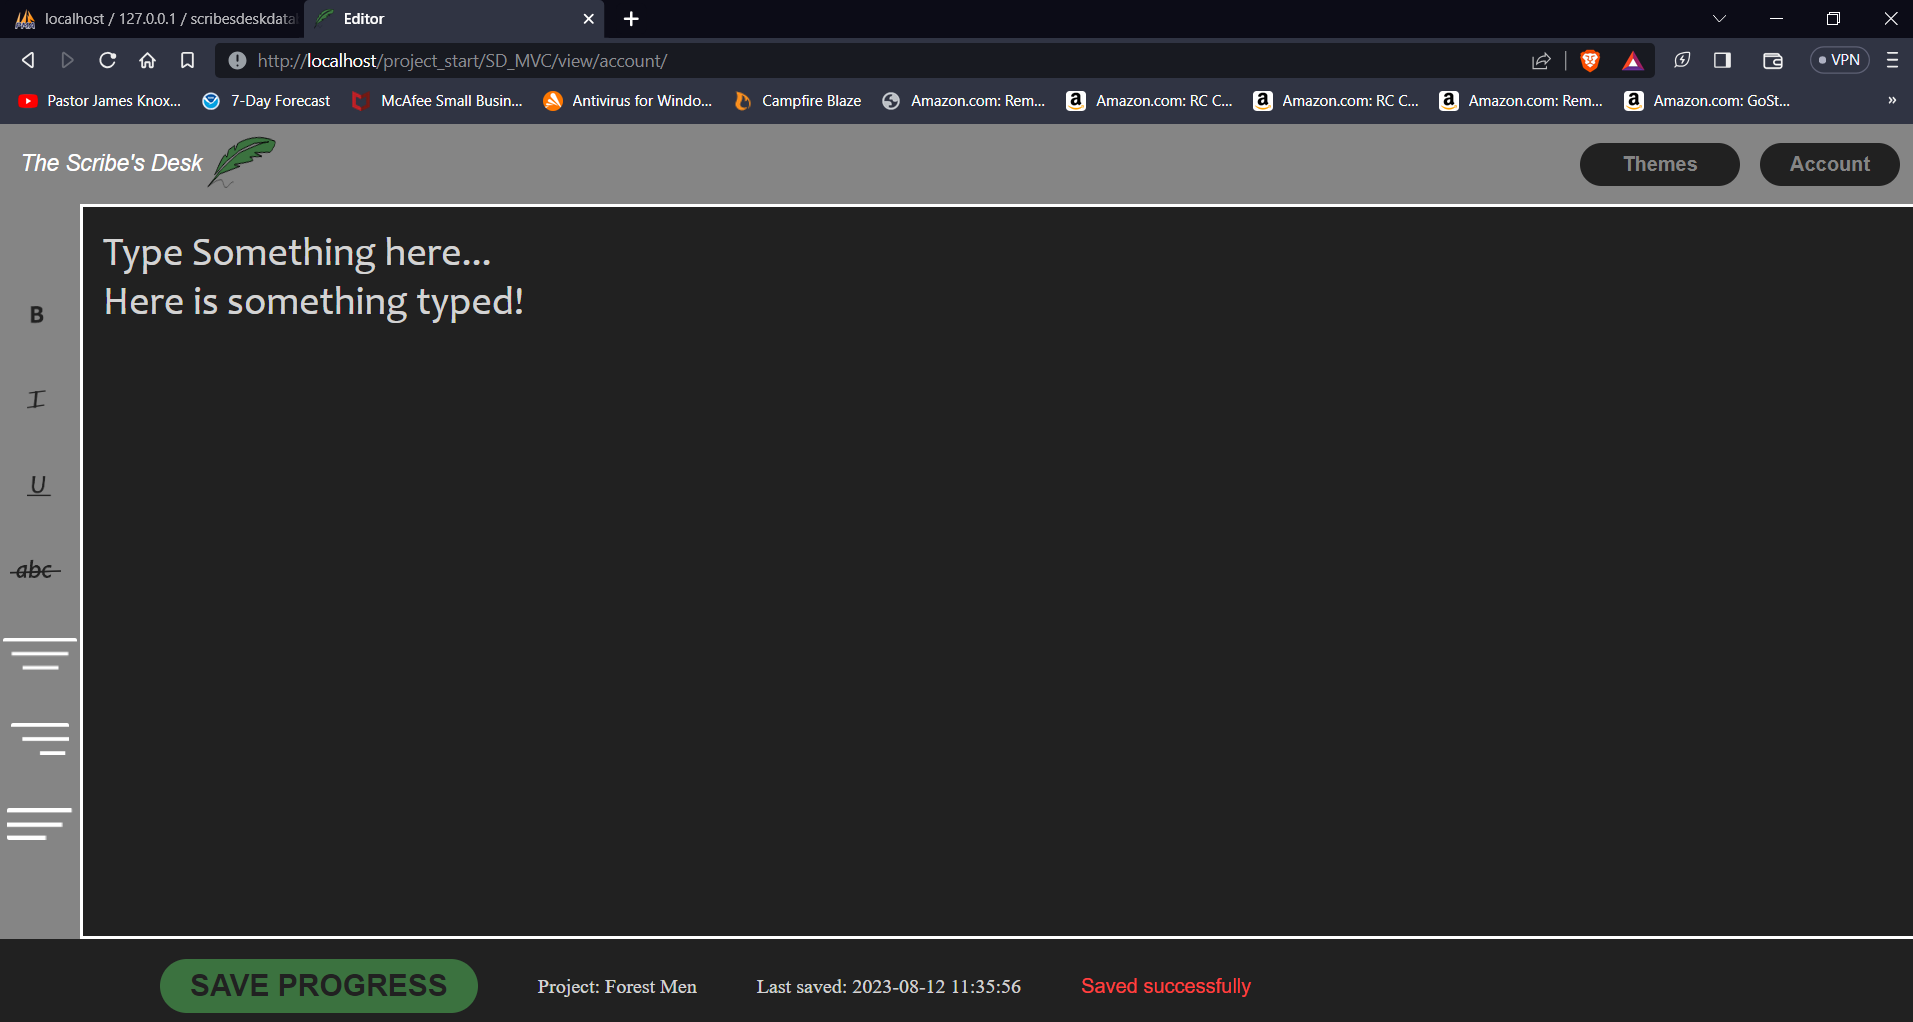 localhost / 127.0.0.1 / scribesdeskdata
Editor
http://localhost/project_start/SD_MVC/view/account/
VPN
Pastor James Knox...
7-Day Forecast
McAfee Small Busin...
Antivirus for Windo...
Campfire Blaze
Amazon.com: Rem...
Amazon.com: RC C...
Amazon.com: RC C...
Amazon.com: Rem...
Amazon.com: GoSt...
»
The Scribe's Desk
Themes
Account
Type Something here...
Here is something typed!
B
I
U
abc
SAVE PROGRESS
Project: Forest Men
Last saved: 2023-08-12 11:35:56
Saved successfully